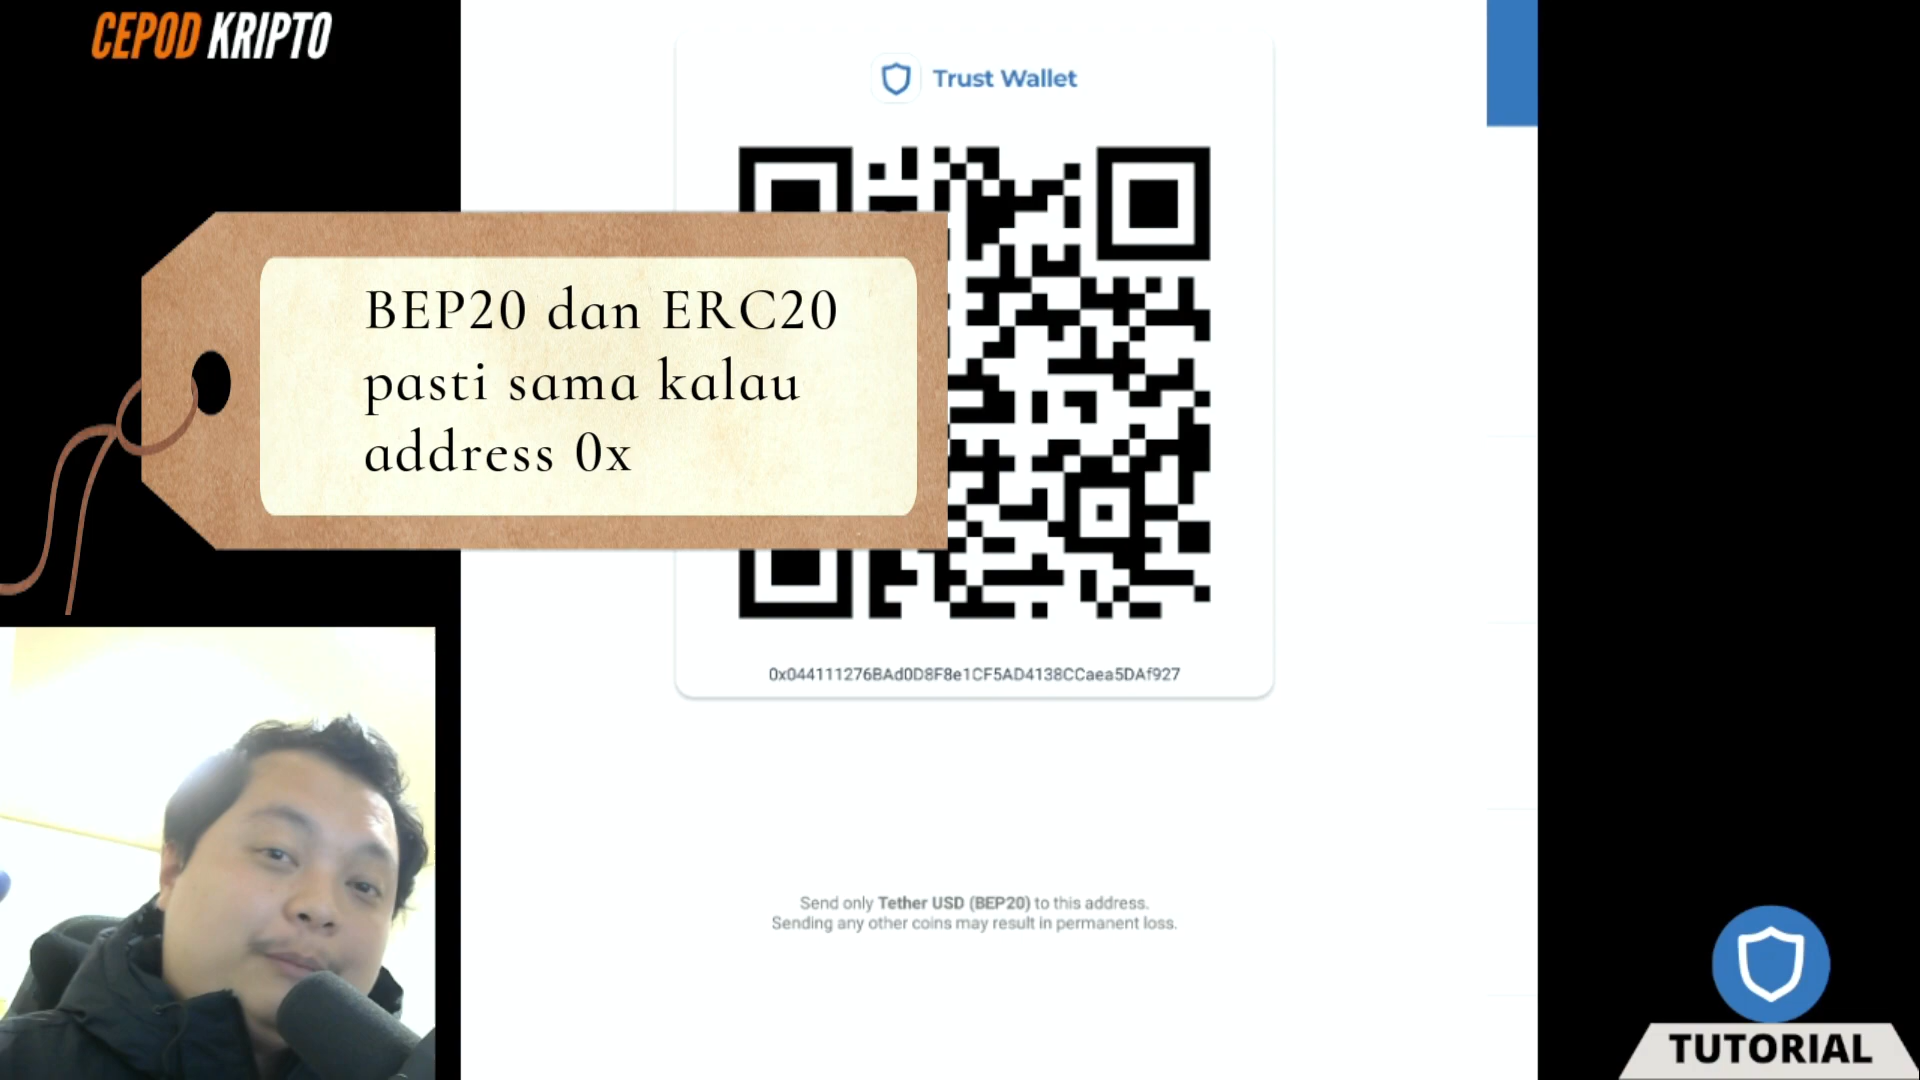 CEPOD KRIPTO
Trust Wallet
BEP20 dan ERC20
pasti sama kalau
address 0x
0x044111276BAd0D8F8e1CF5AD4138CCaea5DAf927
Send only Tether USD (BEP20) to this address.
Sending any other coins may result in permanent loss.
TUTORIAL